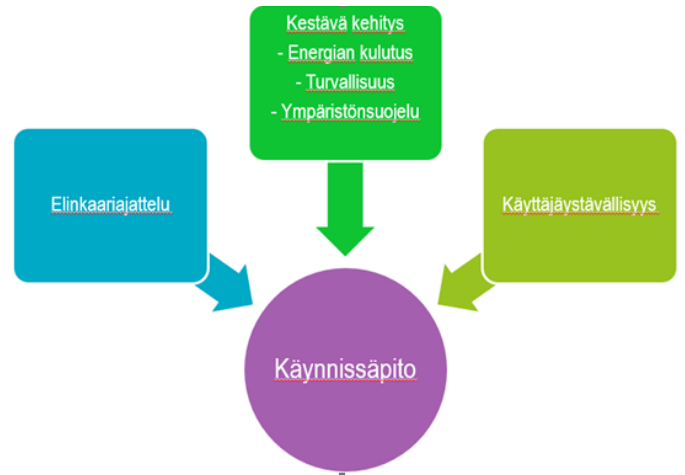 Kestävä kehitys
- Energian kulutus
- Turvallisuus
- Ympäristönsuojelu
Elinkaariajattelu
Käyttäjäystävällisyys
Käynnissäpito